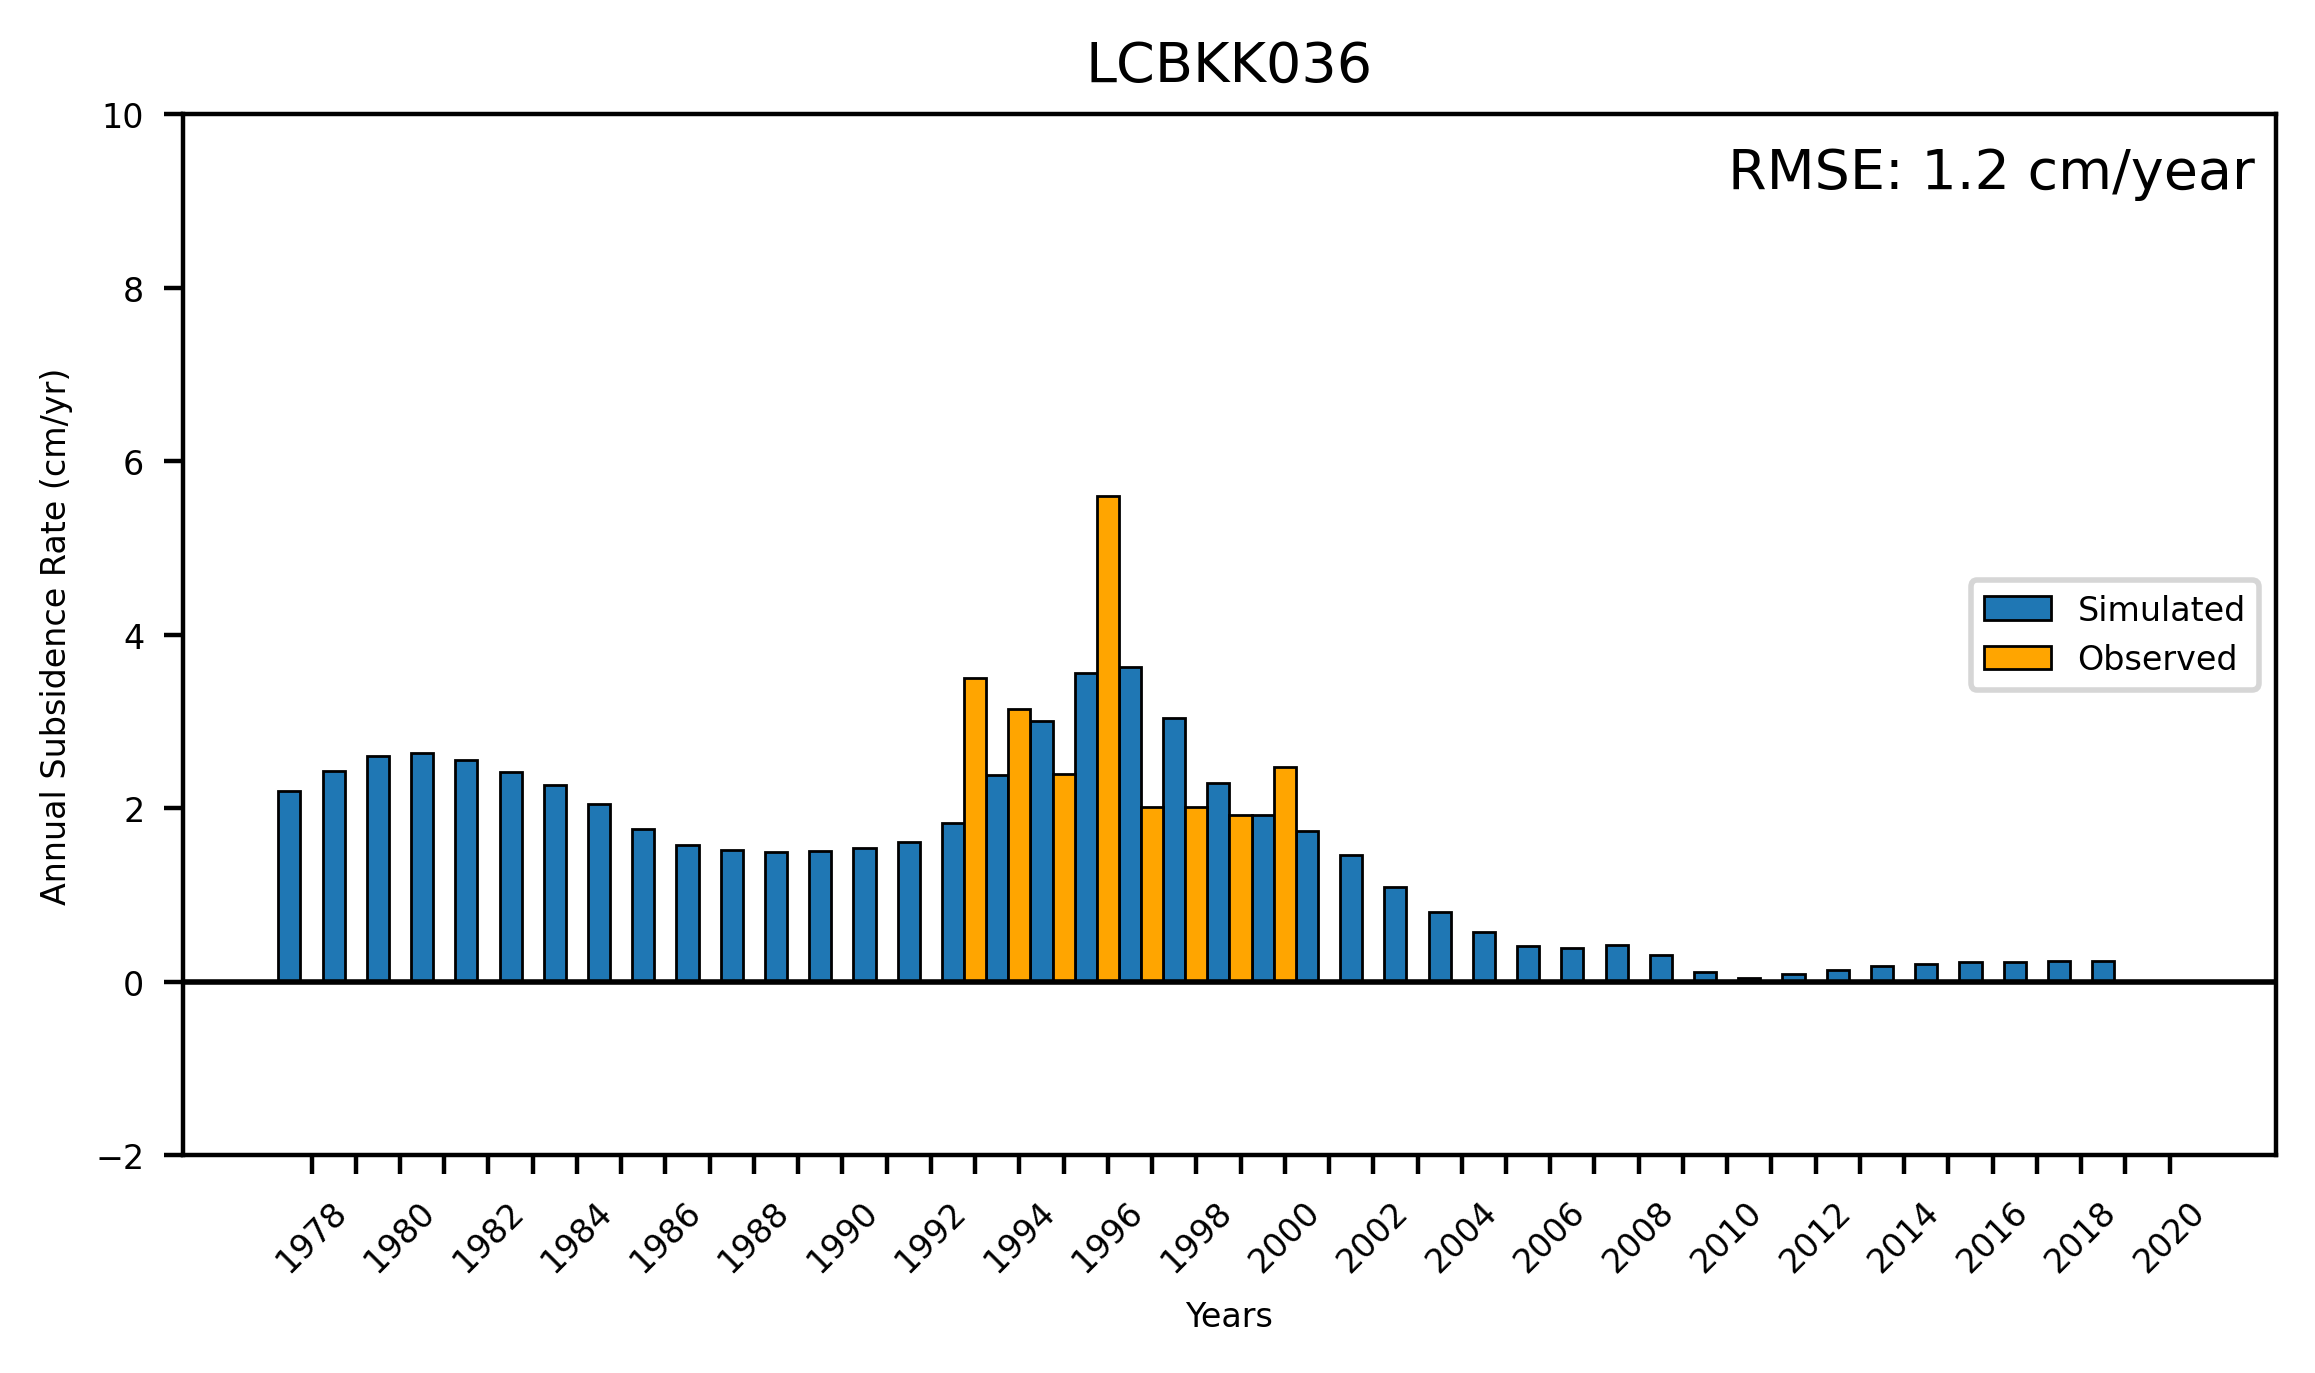 LCBKK036
RMSE: 1.2 cm/year
10
8
6
4
2
0
−2
Annual Subsidence Rate (cm/yr)
Simulated
Observed
1978 1980 1982 1984 1986 1988 1990 1992 1994 1996 1998 2000 2002 2004 2006 2008 2010 2012 2014 2016 2018 2020
Years